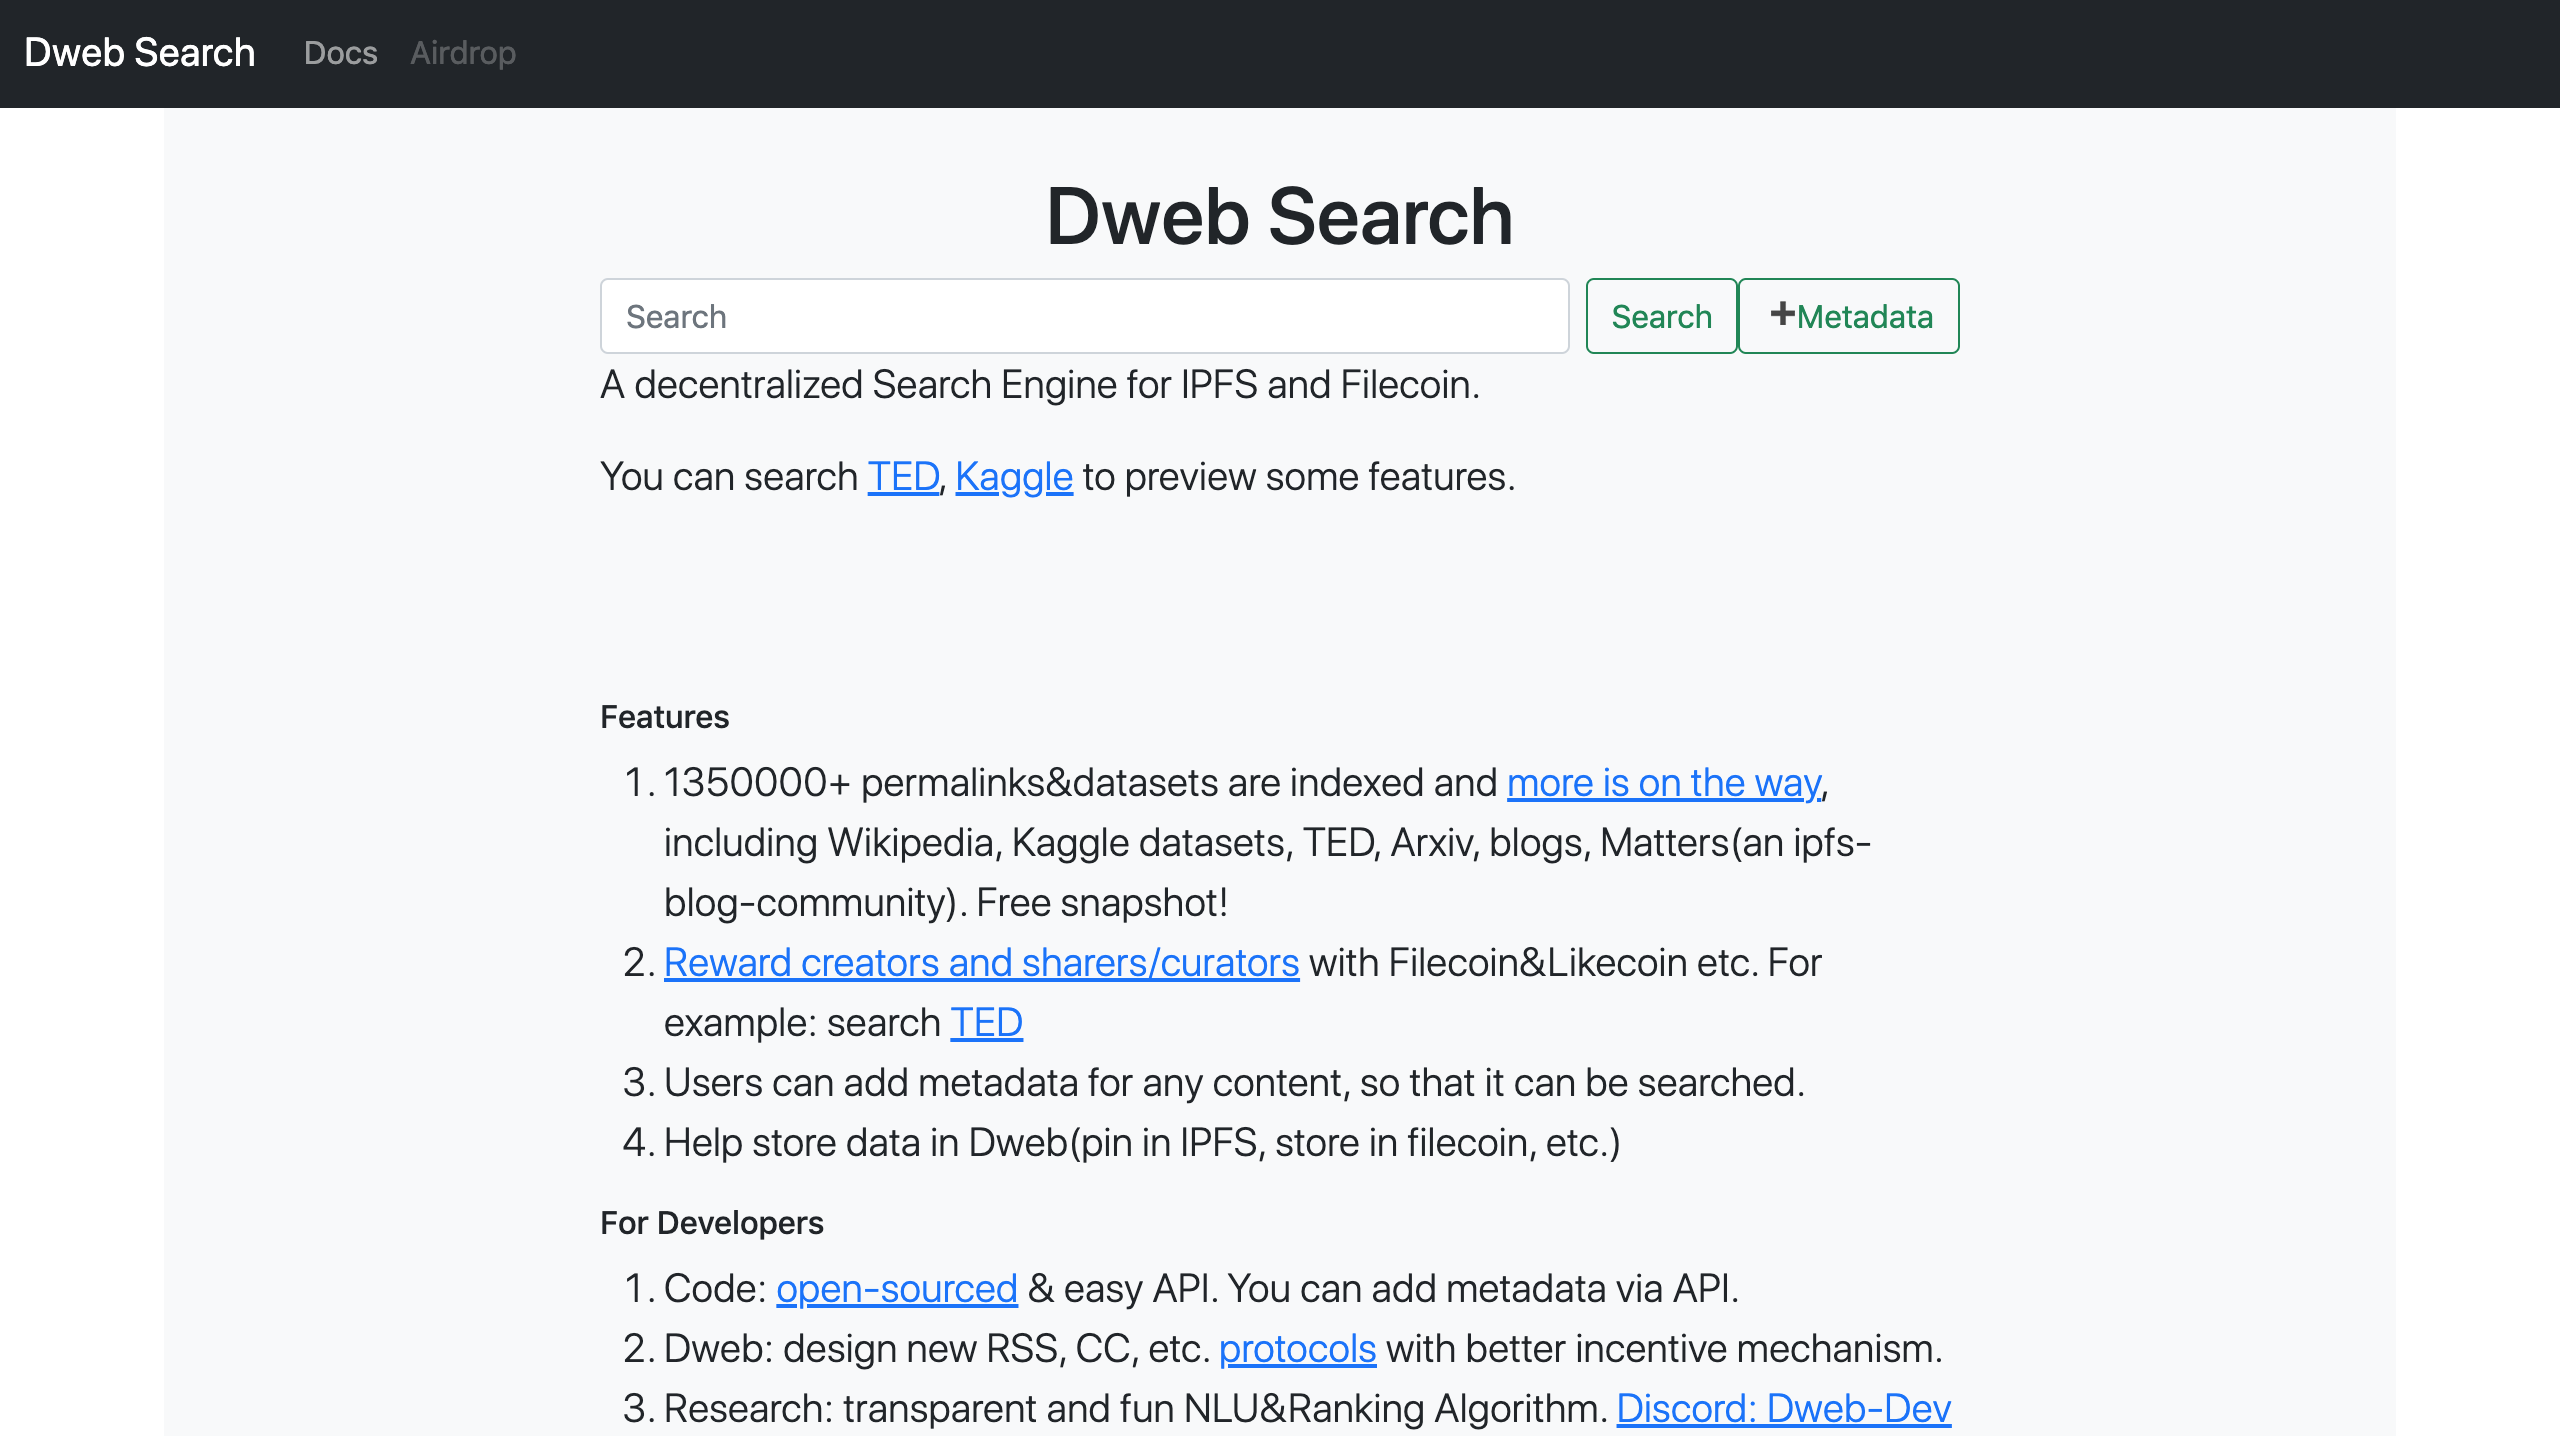 Dweb Search Docs Airdrop
Dweb Search
Search Search +Metadata
A decentralized Search Engine for IPFS and Filecoin.
You can search TED, Kaggle to preview some features.
Features
1. 1350000+ permalinks&datasets are indexed and more is on the way,
including Wikipedia, Kaggle datasets, TED, Arxiv, blogs, Matters(an ipfs-
blog-community). Free snapshot!
2. Reward creators and sharers/curators with Filecoin&Likecoin etc. For
example: search TED
3. Users can add metadata for any content, so that it can be searched.
4. Help store data in Dweb(pin in IPFS, store in filecoin, etc.)
For Developers
1. Code: open-sourced & easy API. You can add metadata via API.
2. Dweb: design new RSS, CC, etc. protocols with better incentive mechanism.
3. Research: transparent and fun NLU&Ranking Algorithm. Discord: Dweb-Dev